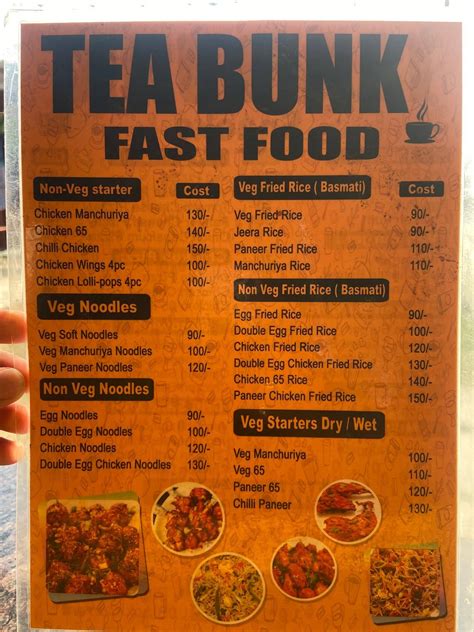 TEA BUNK
FAST FOOD
Non-Veg starter Cost
Chicken Manchuriya 130/-
Chicken 65 140/-
Chilli Chicken 150/-
Chicken Wings 4pc 100/-
Chicken Lolli-pops 4pc 100/-
Veg Noodles
Veg Soft Noodles 90/-
Veg Manchuriya Noodles 100/-
Veg Paneer Noodles 120/-
Non Veg Noodles
Egg Noodles 90/-
Double Egg Noodles 100/-
Chicken Noodles 120/-
Double Egg Chicken Noodles 130/-
Veg Fried Rice ( Basmati) Cost
Veg Fried Rice 90/-
Jeera Rice 90/-
Paneer Fried Rice 110/-
Manchuriya Rice 110/-
Non Veg Fried Rice ( Basmati)
Egg Fried Rice 90/-
Double Egg Fried Rice 100/-
Chicken Fried Rice 120/-
Double Egg Chicken Fried Rice 130/-
Chicken 65 Rice 140/-
Paneer Chicken Fried Rice 150/-
Veg Starters Dry / Wet
Veg Manchuriya 100/-
Veg 65 110/-
Paneer 65 120/-
Chilli Paneer 130/-